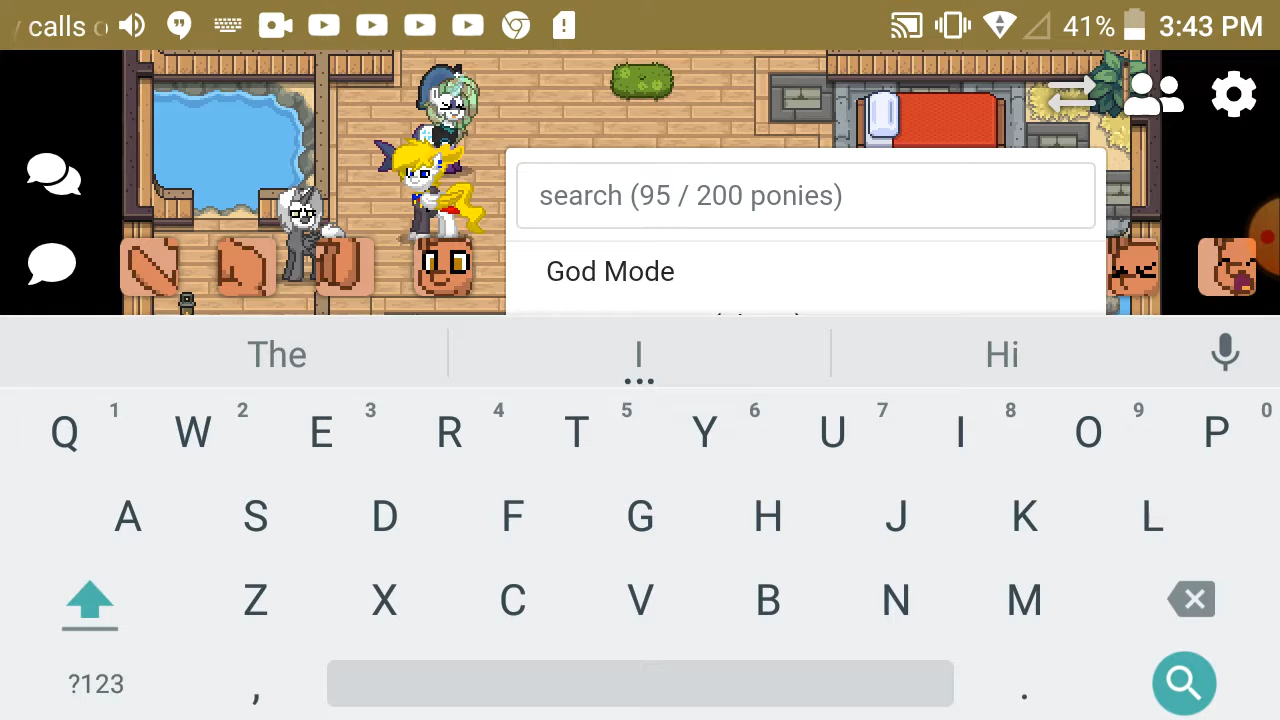 calls 41% 3:43 PM
search (95 / 200 ponies)
God Mode
The I Hi
Q 1 W 2 E 3 R 4 T 5 Y 6 U 7 I 8 O 9 P 0
A S D F G H J K L
Z X C V B N M
?123 , .